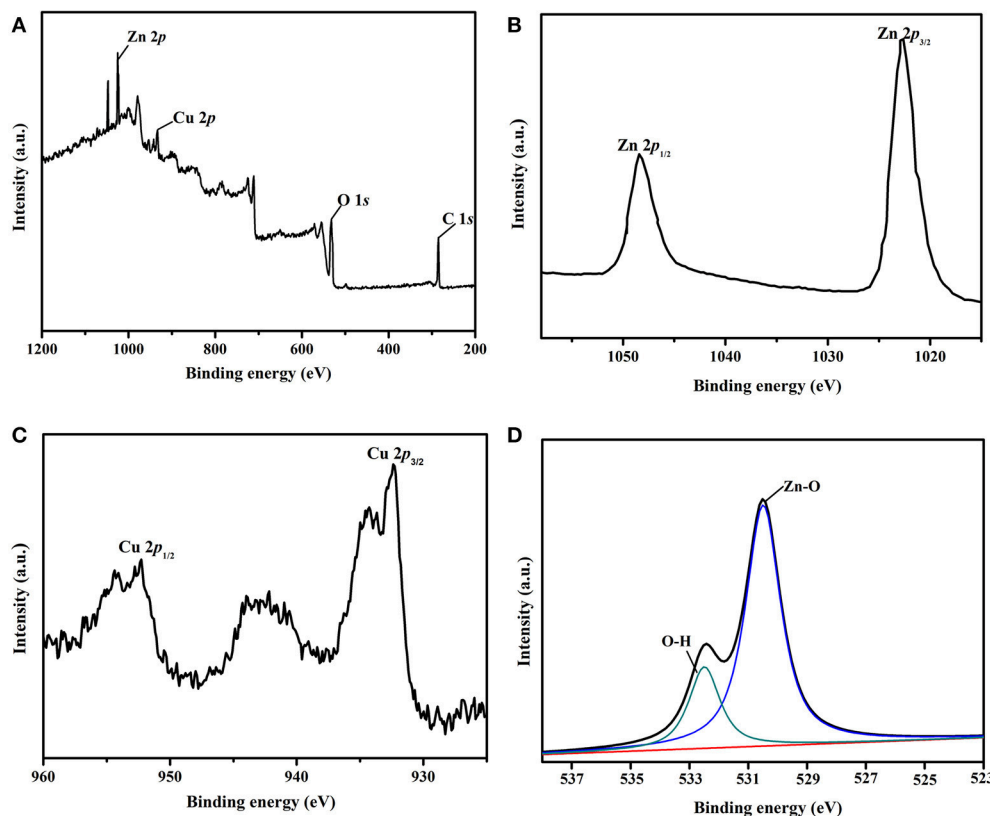 A
Zn 2p
Cu 2p
O 1s
C 1s
Intensity (a.u.)
1200 1000 800 600 400 200
Binding energy (eV)
B
Zn 2p3/2
Zn 2p1/2
Intensity (a.u.)
1050 1040 1030 1020
Binding energy (eV)
C
Cu 2p3/2
Cu 2p1/2
Intensity (a.u.)
960 950 940 930
Binding energy (eV)
D
Zn-O
O-H
Intensity (a.u.)
537 535 533 531 529 527 525 523
Binding energy (eV)